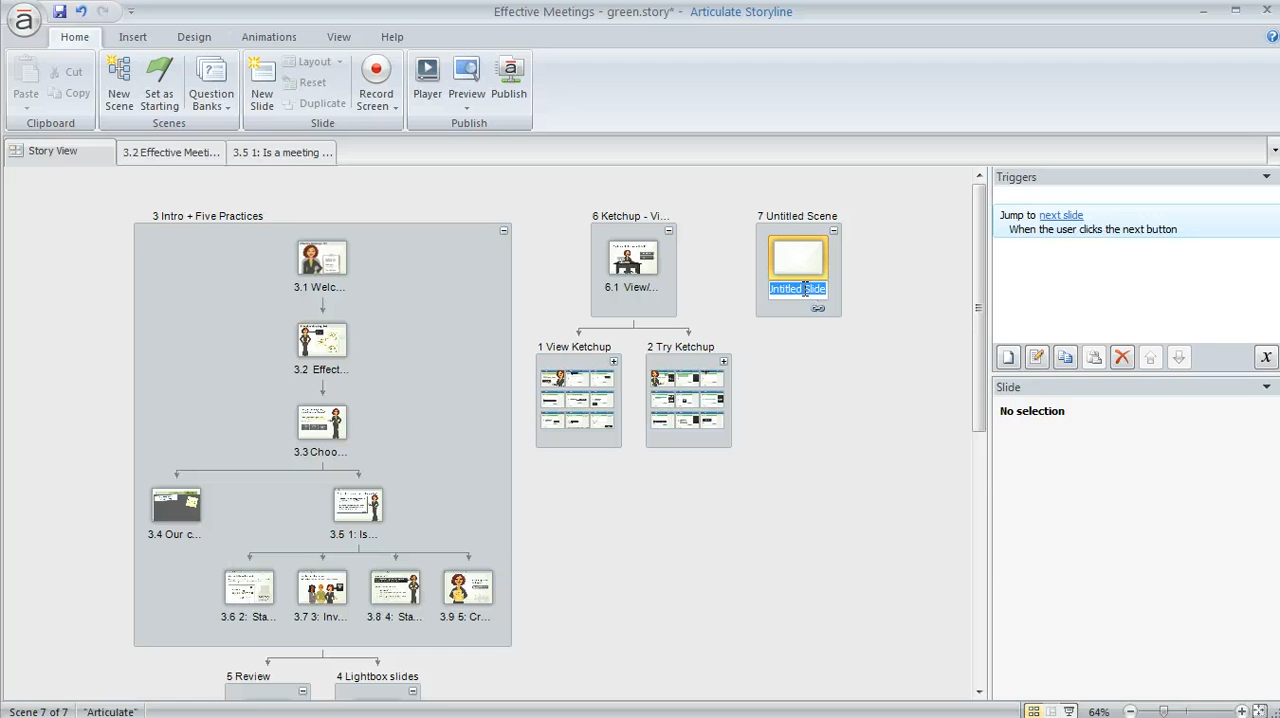 Effective Meetings - green.story* - Articulate Storyline
Home
Insert
Design
Animations
View
Help
Paste
Cut
Copy
Clipboard
New Scene
Set as Starting
Question Banks
Scenes
New Slide
Layout
Reset
Duplicate
Slide
Record Screen
Player
Preview
Publish
Publish
Story View
3.2 Effective Meeti...
3.5 1: Is a meeting ...
3 Intro + Five Practices
3.1 Welc...
3.2 Effect...
3.3 Choo...
3.4 Our c...
3.5 1: Is...
3.6 2: Sta...
3.7 3: Inv...
3.8 4: Sta...
3.9 5: Cr...
5 Review
4 Lightbox slides
6 Ketchup - Vi...
6.1 View/...
1 View Ketchup
2 Try Ketchup
7 Untitled Scene
Untitled Slide
Triggers
Jump to next slide
When the user clicks the next button
Slide
No selection
Scene 7 of 7
"Articulate"
64%